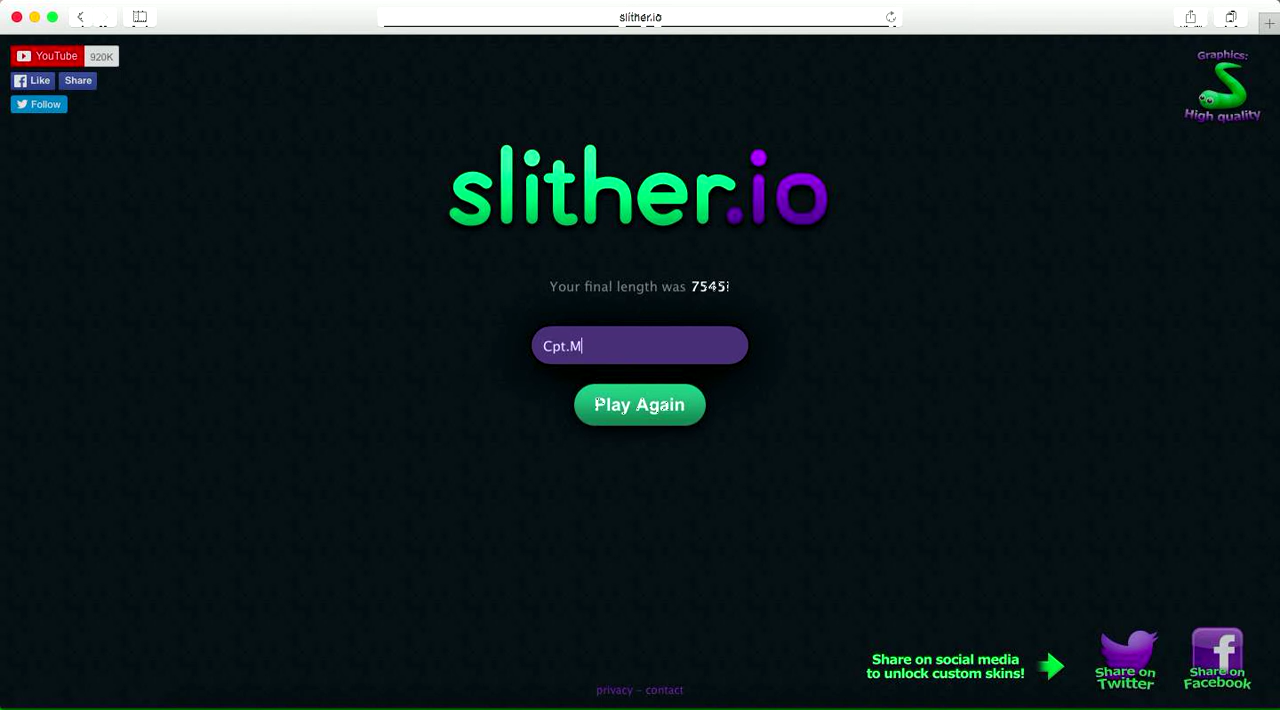 slither.io
YouTube 920K
Like Share
Follow
Graphics:
High quality
slither.io
Your final length was 7545!
Cpt.M
Play Again
Share on social media
to unlock custom skins!
Share on
Twitter
Share on
Facebook
privacy - contact